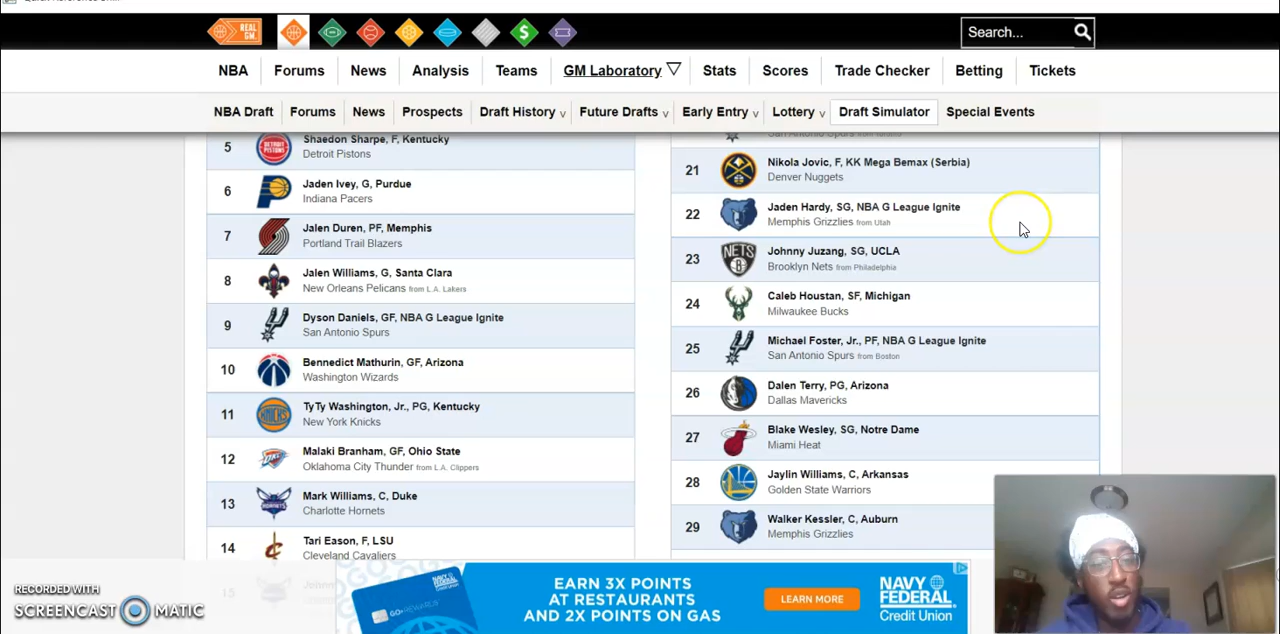 REAL GM
Search...
NBA Forums News Analysis Teams GM Laboratory Stats Scores Trade Checker Betting Tickets
NBA Draft Forums News Prospects Draft History v Future Drafts v Early Entry v Lottery v Draft Simulator Special Events
5 Shaedon Sharpe, F, Kentucky
Detroit Pistons
6 Jaden Ivey, G, Purdue
Indiana Pacers
7 Jalen Duren, PF, Memphis
Portland Trail Blazers
8 Jalen Williams, G, Santa Clara
New Orleans Pelicans from L.A. Lakers
9 Dyson Daniels, GF, NBA G League Ignite
San Antonio Spurs
10 Bennedict Mathurin, GF, Arizona
Washington Wizards
11 TyTy Washington, Jr., PG, Kentucky
New York Knicks
12 Malaki Branham, GF, Ohio State
Oklahoma City Thunder from L.A. Clippers
13 Mark Williams, C, Duke
Charlotte Hornets
14 Tari Eason, F, LSU
Cleveland Cavaliers
15
San Antonio Spurs from
21 Nikola Jovic, F, KK Mega Bemax (Serbia)
Denver Nuggets
22 Jaden Hardy, SG, NBA G League Ignite
Memphis Grizzlies from Utah
23 Johnny Juzang, SG, UCLA
Brooklyn Nets from Philadelphia
24 Caleb Houstan, SF, Michigan
Milwaukee Bucks
25 Michael Foster, Jr., PF, NBA G League Ignite
San Antonio Spurs from Boston
26 Dalen Terry, PG, Arizona
Dallas Mavericks
27 Blake Wesley, SG, Notre Dame
Miami Heat
28 Jaylin Williams, C, Arkansas
Golden State Warriors
29 Walker Kessler, C, Auburn
Memphis Grizzlies
RECORDED WITH
SCREENCAST MATIC
EARN 3X POINTS
AT RESTAURANTS
AND 2X POINTS ON GAS
LEARN MORE
NAVY
FEDERAL
Credit Union